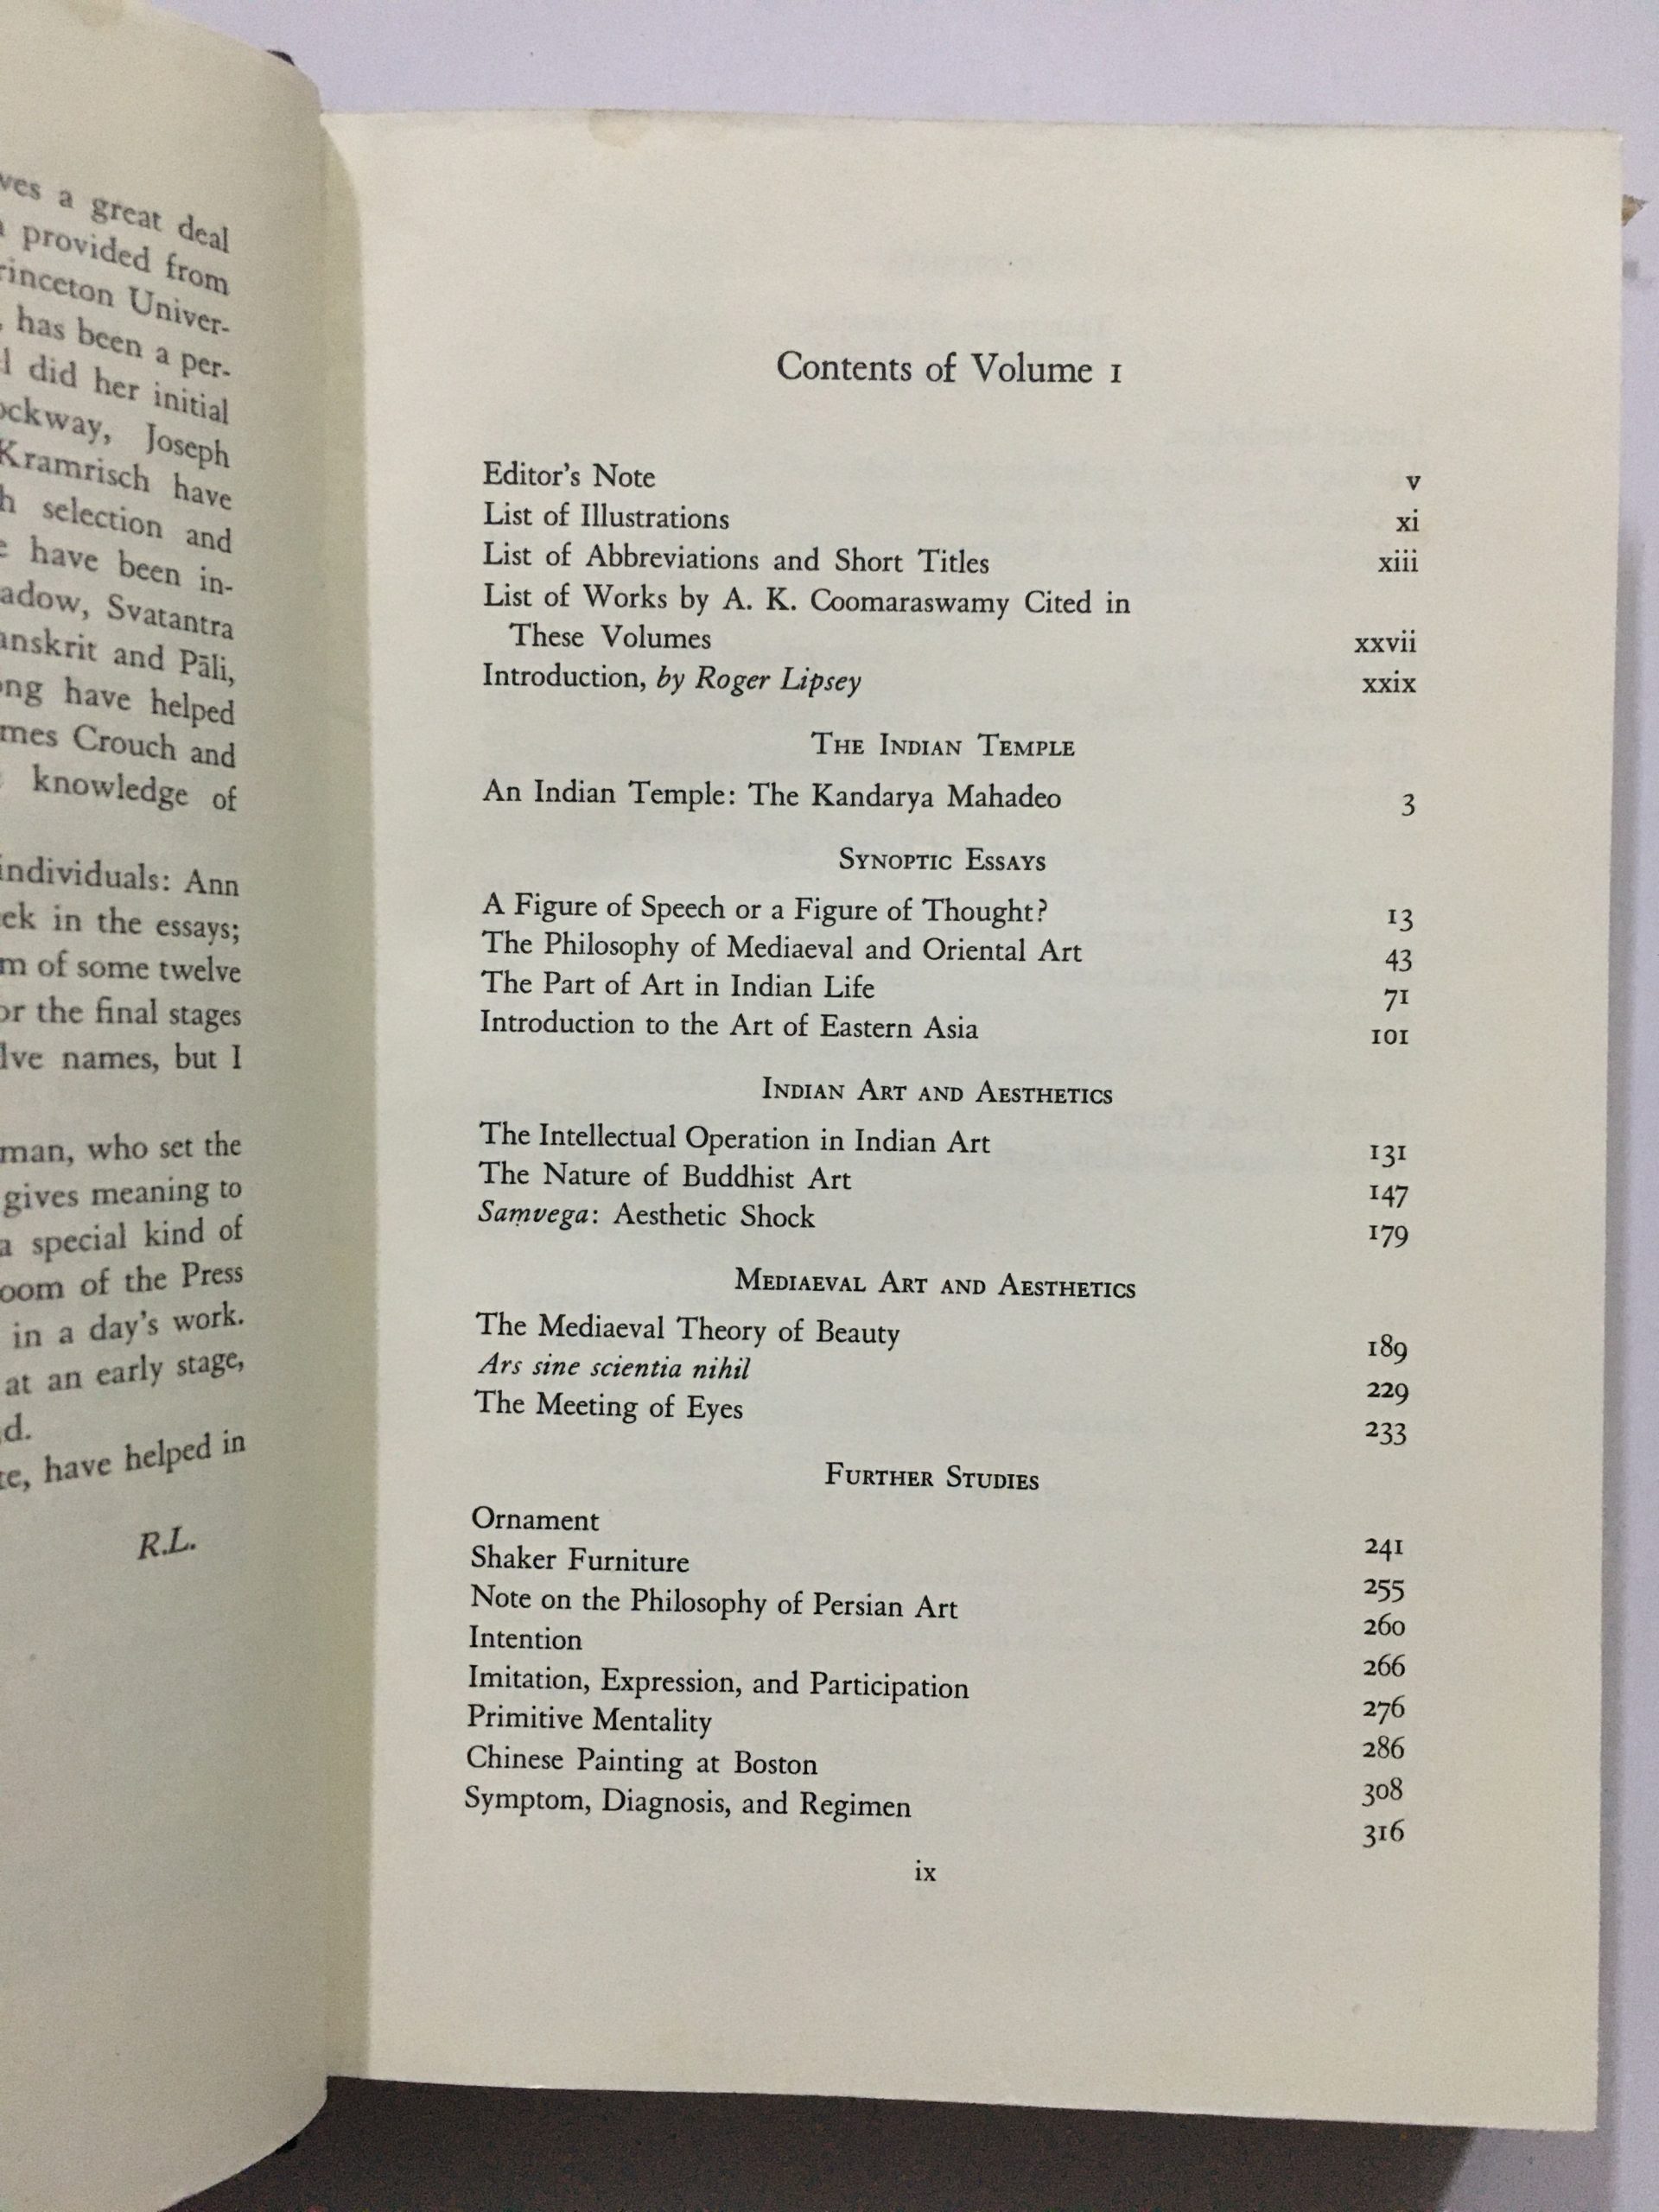 ves a great deal
provided from
rinceton Univer-
has been a per-
did her initial
ockway, Joseph
Kramrisch have
selection and
have been in-
adow, Svatantra
anskrit and Pāli,
ong have helped
mes Crouch and
knowledge of
individuals: Ann
ek in the essays;
m of some twelve
or the final stages
lve names, but I
man, who set the
gives meaning to
a special kind of
oom of the Press
in a day's work.
at an early stage,
d.
te, have helped in
R.L.
Contents of Volume 1
Editor's Note v
List of Illustrations xi
List of Abbreviations and Short Titles xiii
List of Works by A. K. Coomaraswamy Cited in
These Volumes xxvii
Introduction, by Roger Lipsey xxix
The Indian Temple
An Indian Temple: The Kandarya Mahadeo 3
Synoptic Essays
A Figure of Speech or a Figure of Thought? 13
The Philosophy of Mediaeval and Oriental Art 43
The Part of Art in Indian Life 71
Introduction to the Art of Eastern Asia 101
Indian Art and Aesthetics
The Intellectual Operation in Indian Art 131
The Nature of Buddhist Art 147
Saṃvega: Aesthetic Shock 179
Mediaeval Art and Aesthetics
The Mediaeval Theory of Beauty 189
Ars sine scientia nihil 229
The Meeting of Eyes 233
Further Studies
Ornament 241
Shaker Furniture 255
Note on the Philosophy of Persian Art 260
Intention 266
Imitation, Expression, and Participation 276
Primitive Mentality 286
Chinese Painting at Boston 308
Symptom, Diagnosis, and Regimen 316
ix